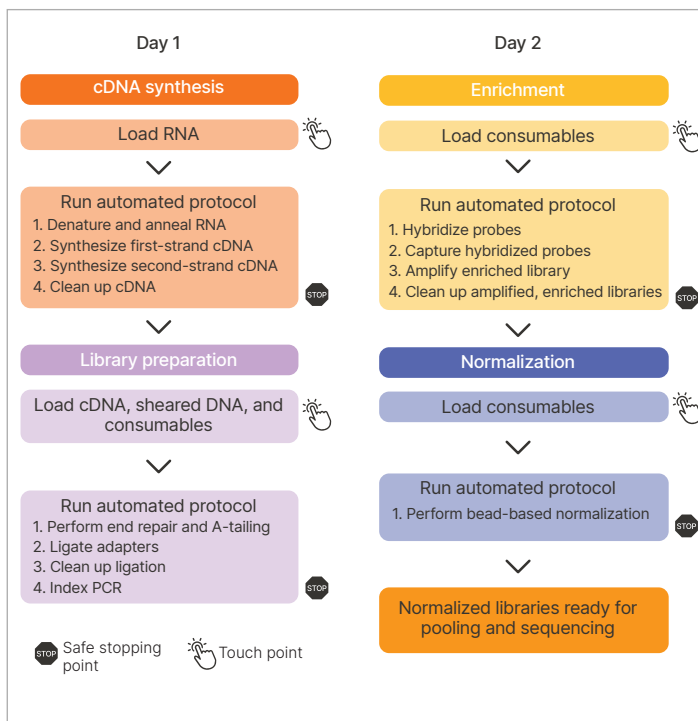 Day 1
cDNA synthesis
Load RNA
Run automated protocol
1. Denature and anneal RNA
2. Synthesize first-strand cDNA
3. Synthesize second-strand cDNA
4. Clean up cDNA
STOP
Library preparation
Load cDNA, sheared DNA, and
consumables
Run automated protocol
1. Perform end repair and A-tailing
2. Ligate adapters
3. Clean up ligation
4. Index PCR
STOP
Day 2
Enrichment
Load consumables
Run automated protocol
1. Hybridize probes
2. Capture hybridized probes
3. Amplify enriched library
4. Clean up amplified, enriched libraries
STOP
Normalization
Load consumables
Run automated protocol
1. Perform bead-based normalization
STOP
Normalized libraries ready for
pooling and sequencing
STOP
Safe stopping
point
Touch point